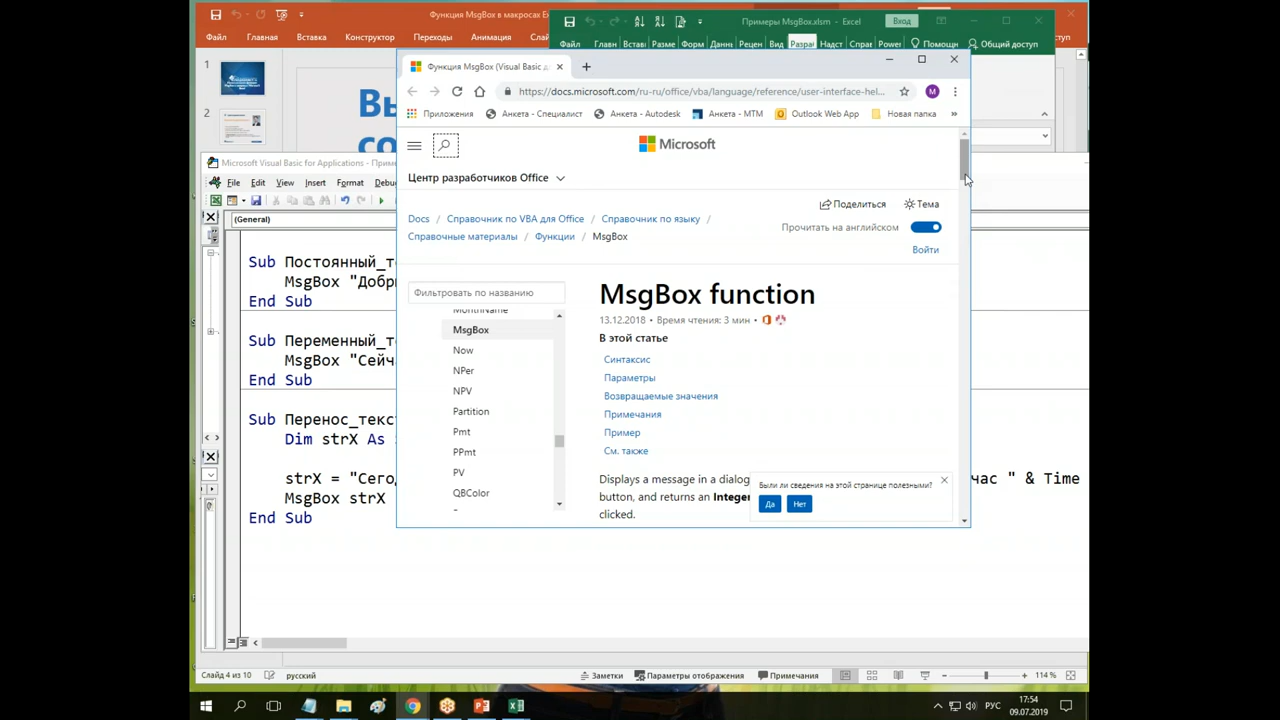 Функция MsgBox в макросах Ex
Примеры MsgBox.xlsm - Excel
Вход
Файл Главная Вставка Конструктор Переходы Анимация
Файл Главн Встав Разме Форм Данн Рецен Вид Разраб Надст Справ Power Помощн Общий доступ
1
2
Microsoft Visual Basic for Applications - При
File Edit View Insert Format Debu
(General)
Sub Постоянный_т
MsgBox "Добр
End Sub
Sub Переменный_т
MsgBox "Сейч
End Sub
Sub Перенос_текст
Dim strX As
strX = "Сего
час " & Time
MsgBox strX
End Sub
Функция MsgBox (Visual Basic д
https://docs.microsoft.com/ru-ru/office/vba/language/reference/user-interface-hel...
M
Приложения Анкета - Специалист Анкета - Autodesk Анкета - МТМ Outlook Web App Новая папка »
Microsoft
Центр разработчиков Office
Поделиться Тема
Docs / Справочник по VBA для Office / Справочник по языку /
Справочные материалы / Функции / MsgBox
Прочитать на английском
Войти
Фильтровать по названию
MonthName
MsgBox
Now
NPer
NPV
Partition
Pmt
PPmt
PV
QBColor
MsgBox function
13.12.2018 • Время чтения: 3 мин •
В этой статье
Синтаксис
Параметры
Возвращаемые значения
Примечания
Пример
См. также
Displays a message in a dialog
button, and returns an Integer
clicked.
Были ли сведения на этой странице полезными?
Да Нет
Слайд 4 из 10 русский
Заметки Параметры отображения Примечания
114 %
РУС
17:54
09.07.2019